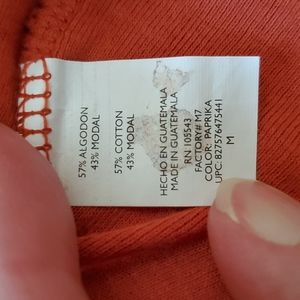 57% ALGODON
43% MODAL
57% COTTON
43% MODAL
HECHO EN GUATEMALA
MADE IN GUATEMALA
RN 105543
FACTORY# M7
COLOR: PAPRIKA
UPC: 827576475441
M